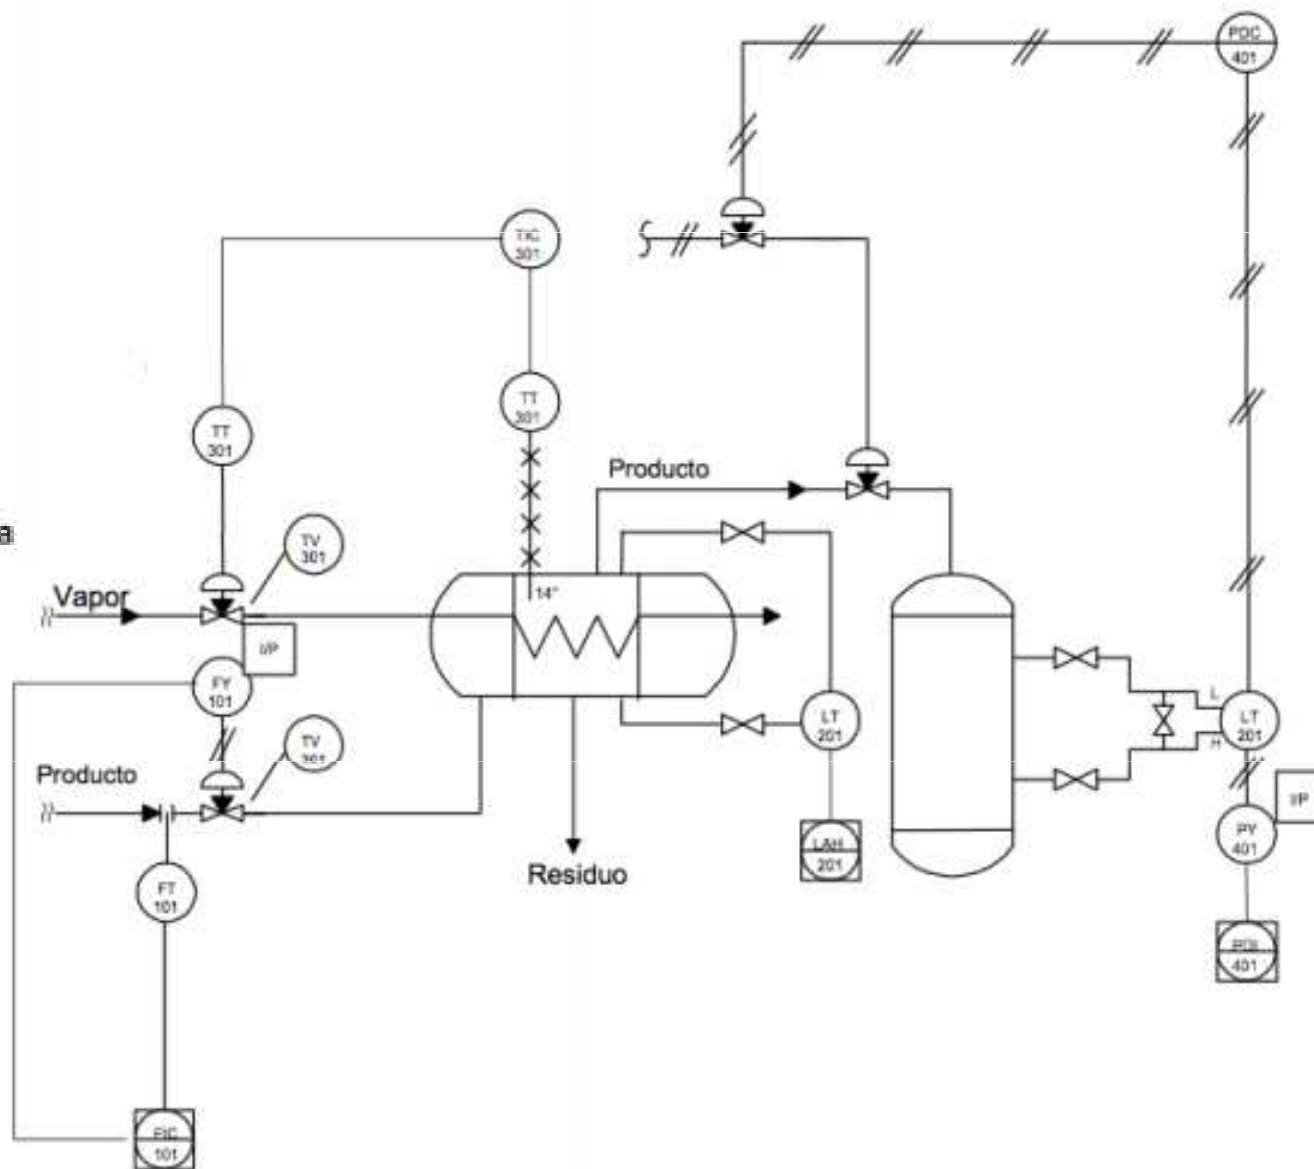 PDC
401
TIC
301
TT
301
TT
301
Producto
TV
301
14"
Vapor
I/P
FY
101
L
LT
201
H
LT
201
TV
301
Producto
I/P
PY
401
LAH
201
Residuo
FT
101
PDI
401
FIC
101